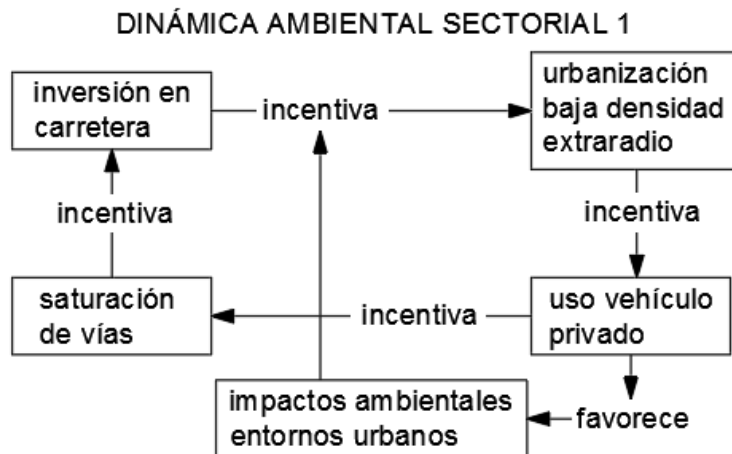 DINÁMICA AMBIENTAL SECTORIAL 1
inversión en
carretera
incentiva
urbanización
baja densidad
extraradio
incentiva
incentiva
saturación
de vías
incentiva
uso vehículo
privado
impactos ambientales
entornos urbanos
favorece